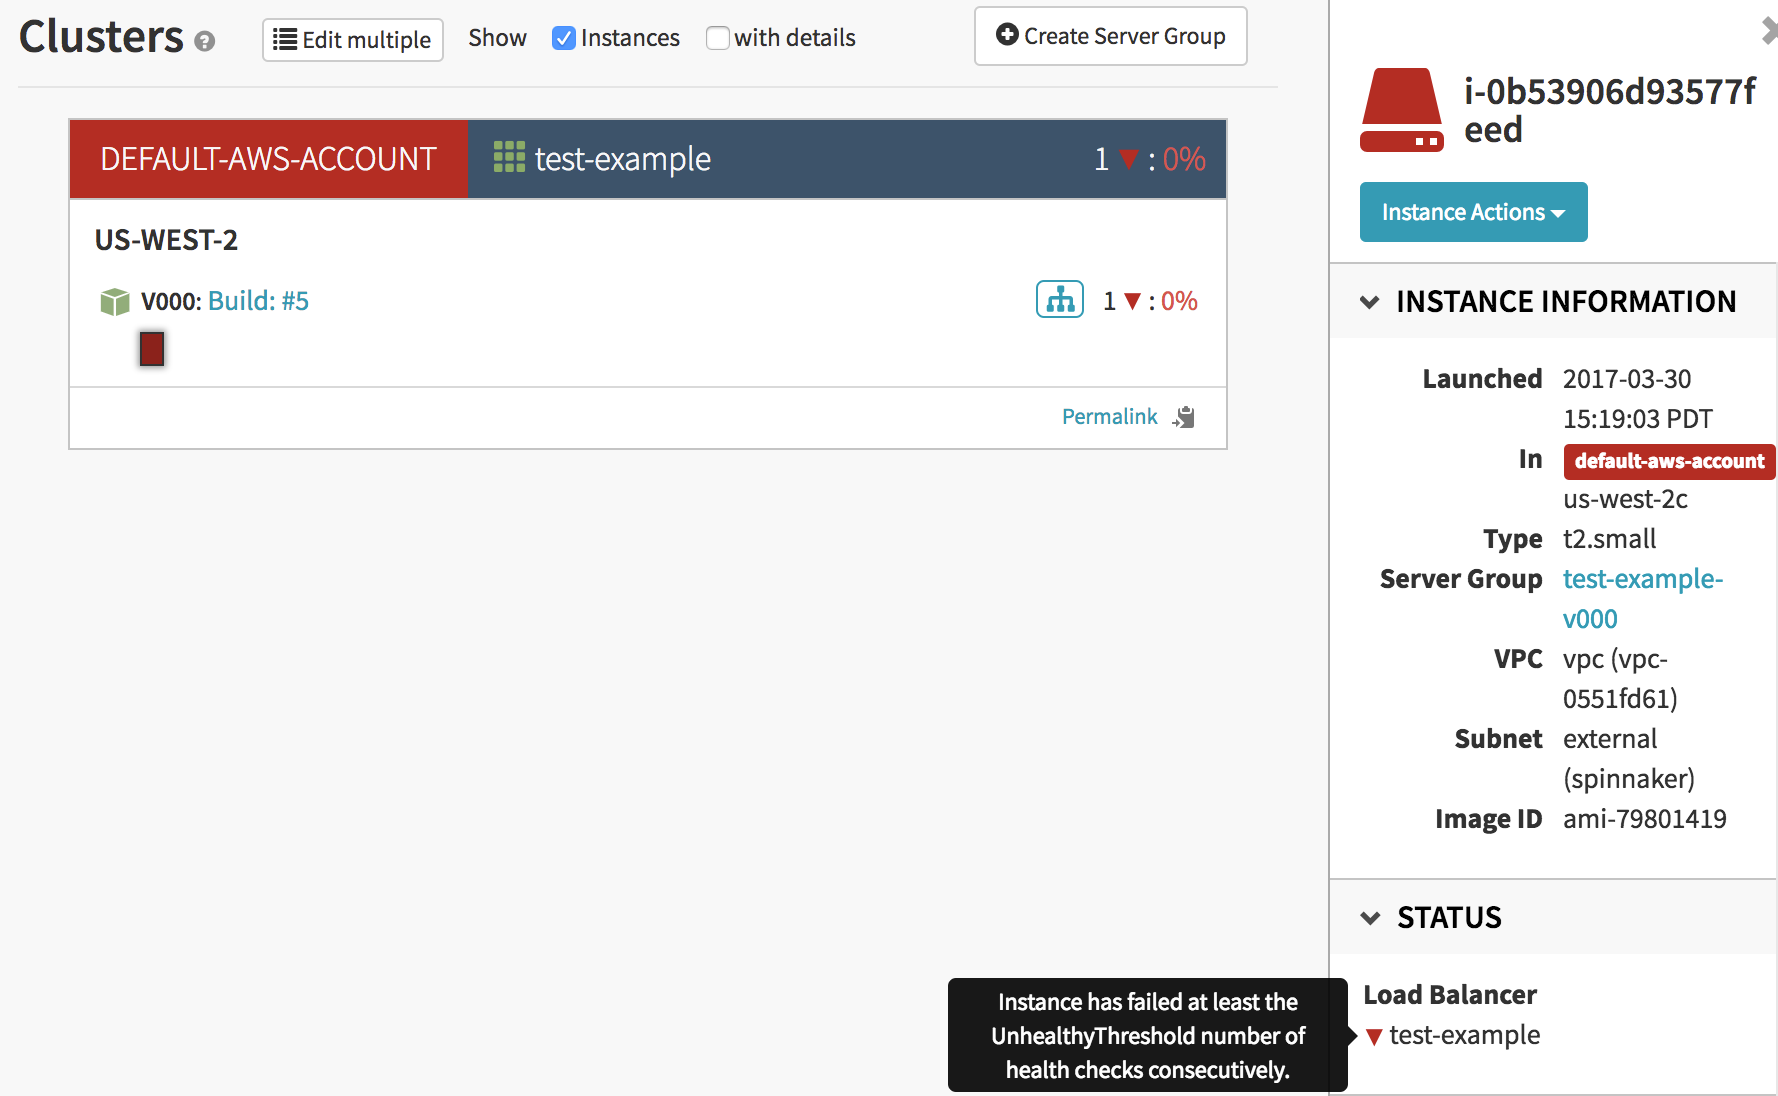 Clusters
Edit multiple
Show
Instances
with details
Create Server Group
DEFAULT-AWS-ACCOUNT
test-example
1 ▼ : 0%
US-WEST-2
V000: Build: #5
1 ▼ : 0%
Permalink
i-0b53906d93577f
eed
Instance Actions
INSTANCE INFORMATION
Launched 2017-03-30
15:19:03 PDT
In default-aws-account
us-west-2c
Type t2.small
Server Group test-example-
v000
VPC vpc (vpc-
0551fd61)
Subnet external
(spinnaker)
Image ID ami-79801419
STATUS
Load Balancer
▼ test-example
Instance has failed at least the
UnhealthyThreshold number of
health checks consecutively.